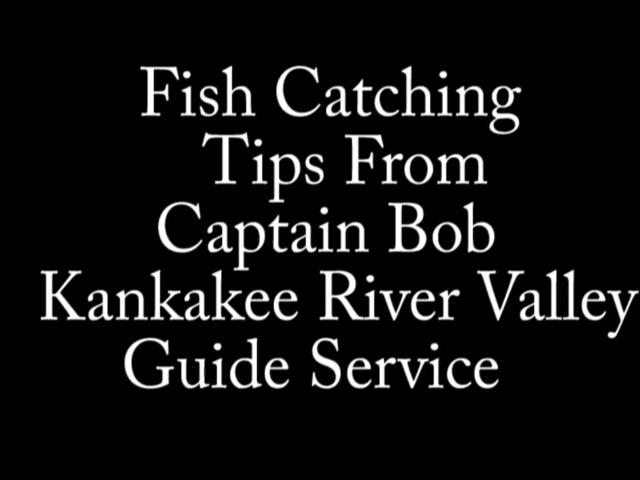 Fish Catching
Tips From
Captain Bob
Kankakee River Valley
Guide Service